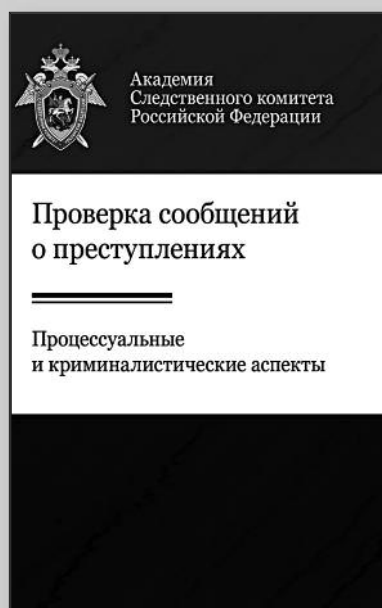 Академия
Следственного комитета
Российской Федерации
Проверка сообщений
о преступлениях
Процессуальные
и криминалистические аспекты